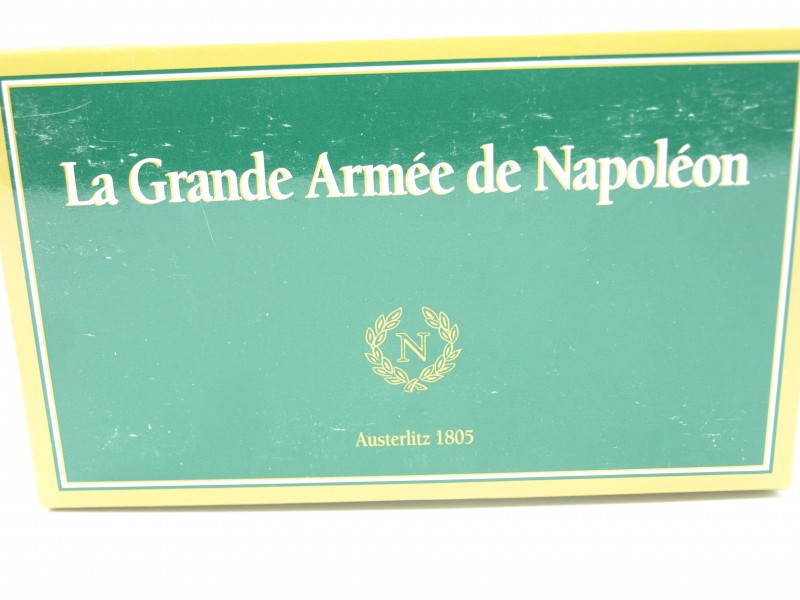 La Grande Armée de Napoléon
N
Austerlitz 1805